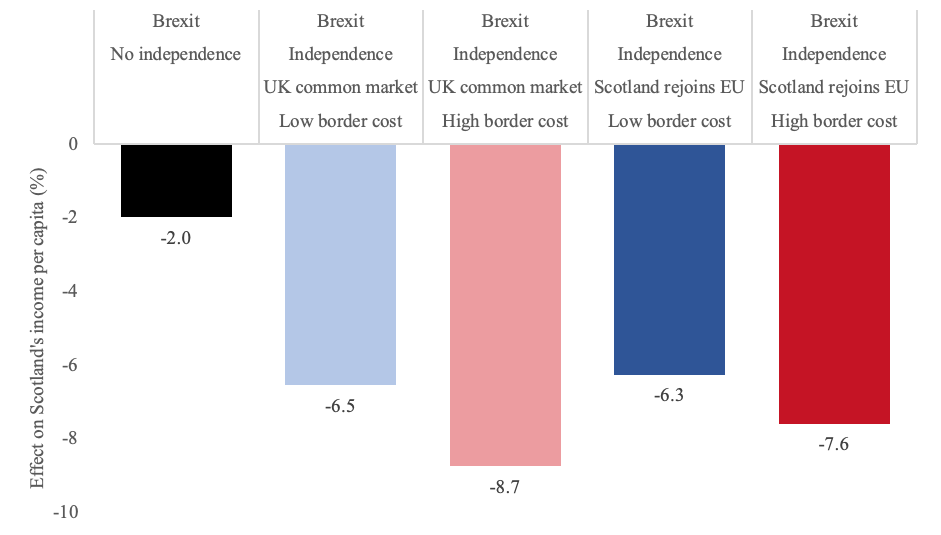 Brexit
No independence
Brexit
Independence
UK common market
Low border cost
Brexit
Independence
UK common market
High border cost
Brexit
Independence
Scotland rejoins EU
Low border cost
Brexit
Independence
Scotland rejoins EU
High border cost
Effect on Scotland's income per capita (%)
0
-2
-4
-6
-8
-10
-2.0
-6.5
-8.7
-6.3
-7.6